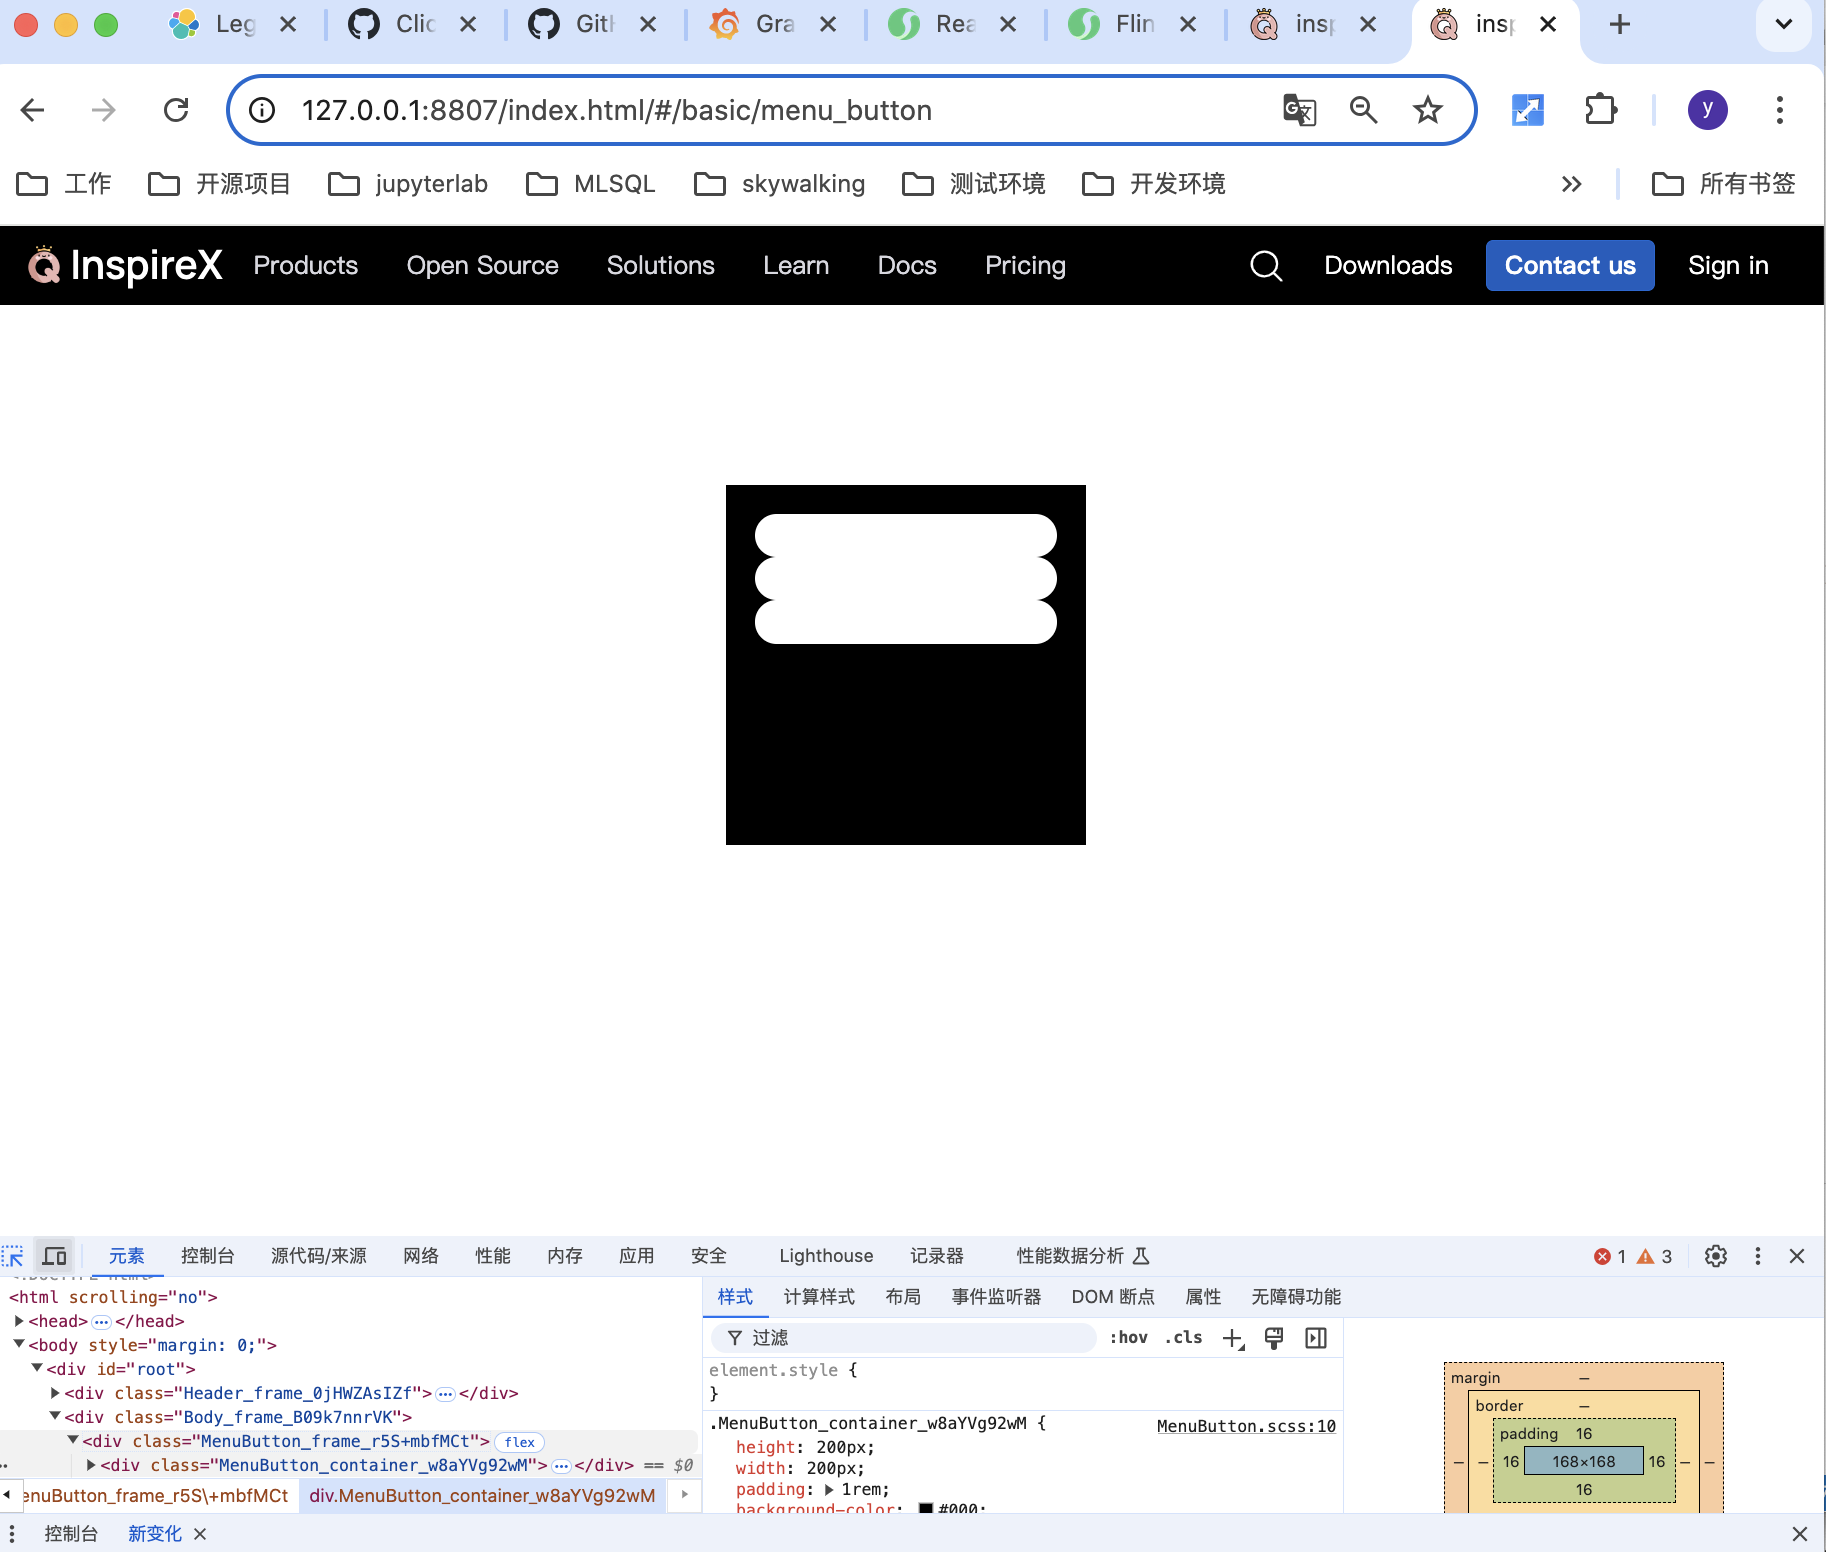 Leg
Clic
Gith
Gra
Rea
Flin
insp
insp
127.0.0.1:8807/index.html/#/basic/menu_button
y
工作
开源项目
jupyterlab
MLSQL
skywalking
测试环境
开发环境
所有书签
InspireX
Products
Open Source
Solutions
Learn
Docs
Pricing
Downloads
Contact us
Sign in
元素
控制台
源代码/来源
网络
性能
内存
应用
安全
Lighthouse
记录器
性能数据分析
1
3
<html scrolling="no">
<head>…</head>
<body style="margin: 0;">
<div id="root">
<div class="Header_frame_0jHWZAsIZf">…</div>
<div class="Body_frame_B09k7nnrVK">
<div class="MenuButton_frame_r5S+mbfMCt"> flex
<div class="MenuButton_container_w8aYVg92wM">…</div> == $0
enuButton_frame_r5S\+mbfMCt
div.MenuButton_container_w8aYVg92wM
样式
计算样式
布局
事件监听器
DOM 断点
属性
无障碍功能
过滤
:hov
.cls
element.style {
}
.MenuButton_container_w8aYVg92wM {
MenuButton.scss:10
height: 200px;
width: 200px;
padding: 1rem;
background-color: #000;
margin –
border –
padding 16
– – 16 168×168 16 – –
16
控制台
新变化